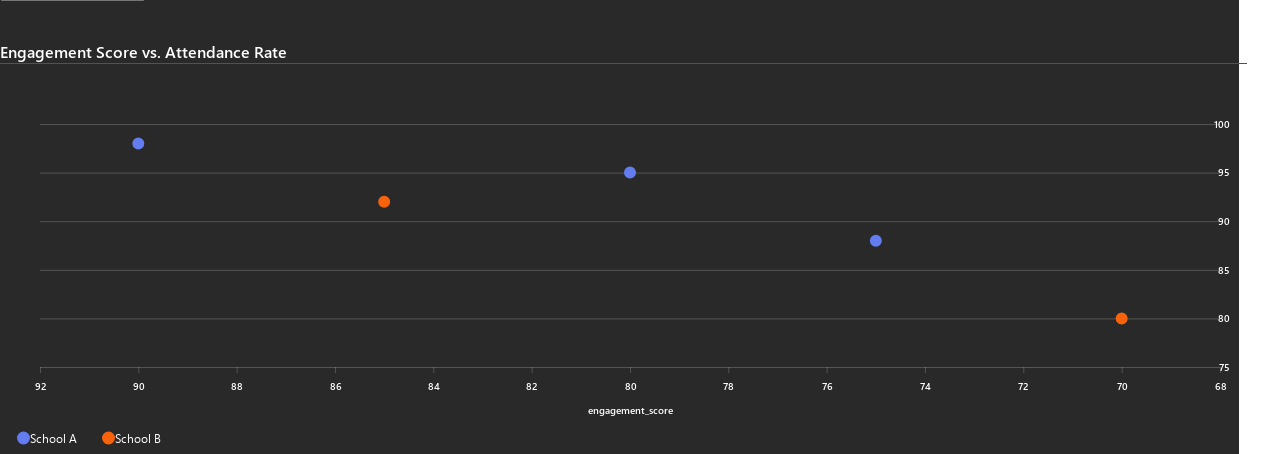 Engagement Score vs. Attendance Rate
100
95
90
85
80
75
92 90 88 86 84 82 80 78 76 74 72 70 68
engagement_score
School A School B